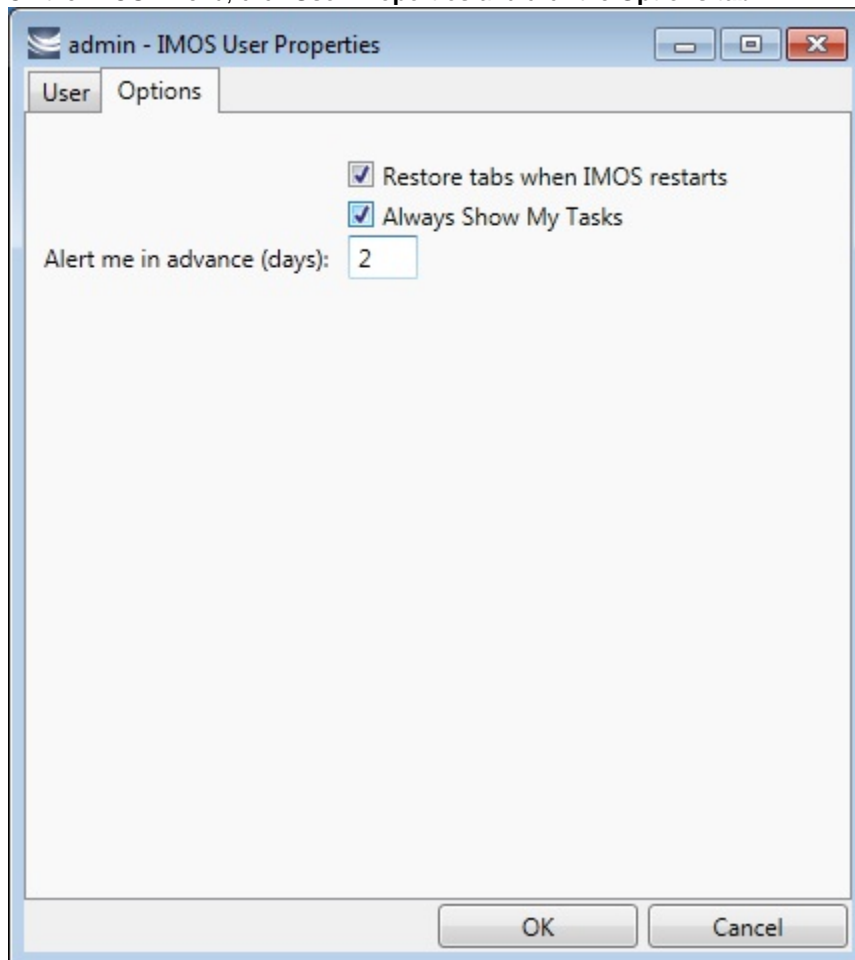 admin - IMOS User Properties
User Options
Restore tabs when IMOS restarts
Always Show My Tasks
Alert me in advance (days): 2
OK Cancel